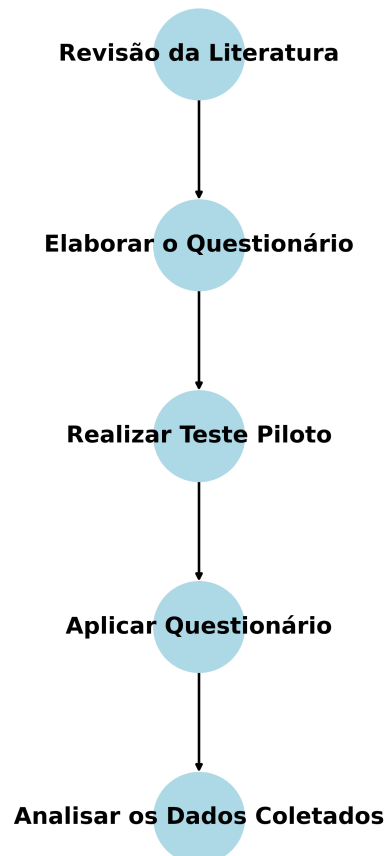 Revisão da Literatura
Elaborar o Questionário
Realizar Teste Piloto
Aplicar Questionário
Analisar os Dados Coletados